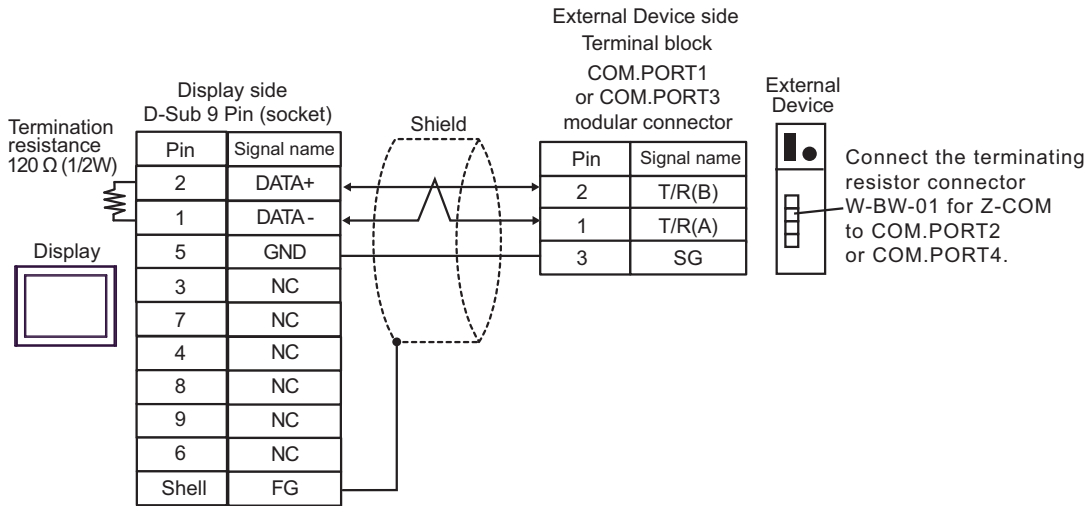 External Device side
Terminal block
COM.PORT1
or COM.PORT3
modular connector
Display side
D-Sub 9 Pin (socket)
Termination
resistance
120 Ω (1/2W)
Shield
External
Device
Pin Signal name
2 DATA+
1 DATA -
5 GND
3 NC
7 NC
4 NC
8 NC
9 NC
6 NC
Shell FG
Display
Pin Signal name
2 T/R(B)
1 T/R(A)
3 SG
Connect the terminating
resistor connector
W-BW-01 for Z-COM
to COM.PORT2
or COM.PORT4.